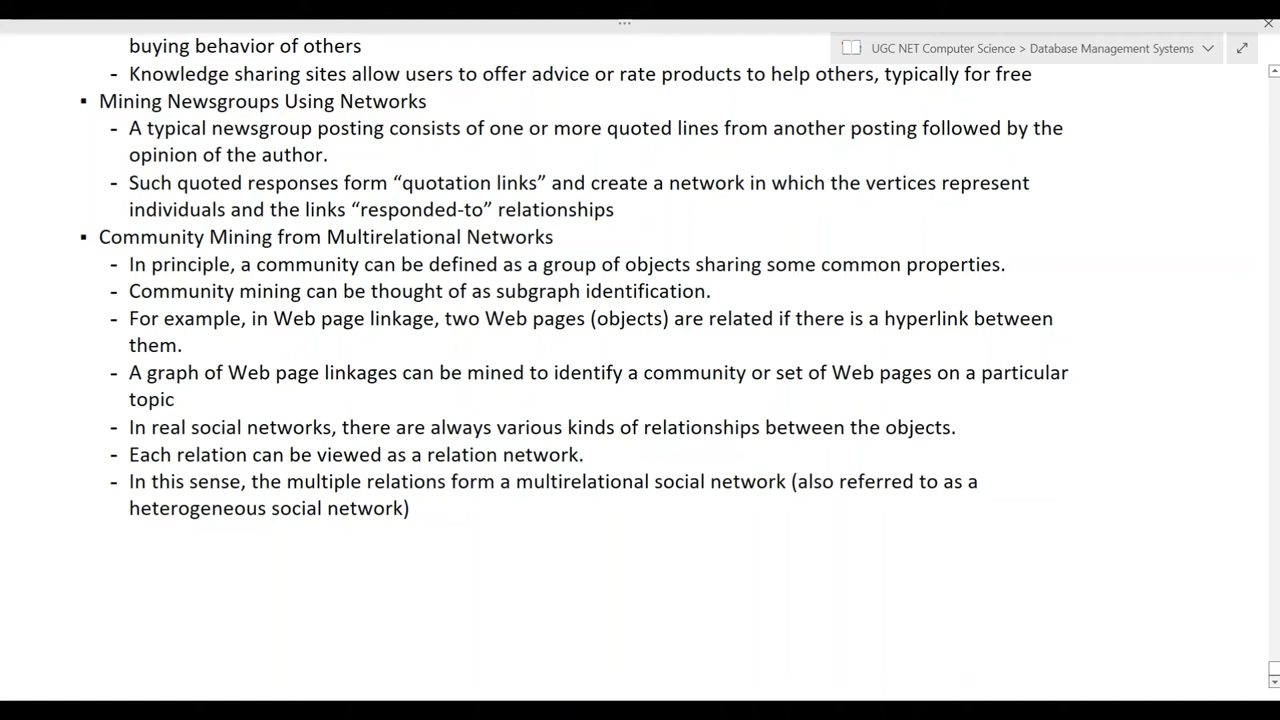 buying behavior of others
UGC NET Computer Science > Database Management Systems
- Knowledge sharing sites allow users to offer advice or rate products to help others, typically for free
▪ Mining Newsgroups Using Networks
- A typical newsgroup posting consists of one or more quoted lines from another posting followed by the
opinion of the author.
- Such quoted responses form “quotation links” and create a network in which the vertices represent
individuals and the links “responded-to” relationships
▪ Community Mining from Multirelational Networks
- In principle, a community can be defined as a group of objects sharing some common properties.
- Community mining can be thought of as subgraph identification.
- For example, in Web page linkage, two Web pages (objects) are related if there is a hyperlink between
them.
- A graph of Web page linkages can be mined to identify a community or set of Web pages on a particular
topic
- In real social networks, there are always various kinds of relationships between the objects.
- Each relation can be viewed as a relation network.
- In this sense, the multiple relations form a multirelational social network (also referred to as a
heterogeneous social network)